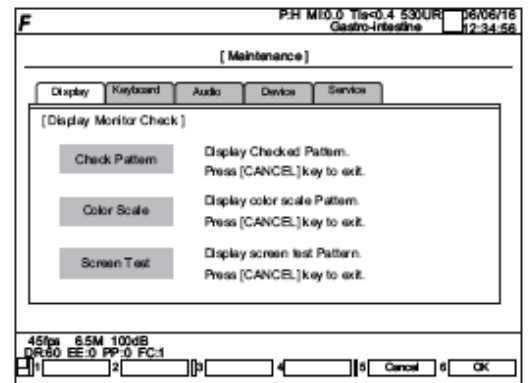 F
P:H MI:0.0 TIs<0.4 530UR 06/06/16
Gastro-intestine 12:34:56
[ Maintenance ]
Display Keyboard Audio Device Service
[Display Monitor Check ]
Check Pattern Display Checked Pattern.
Press [CANCEL] key to exit.
Color Scale Display color scale Pattern.
Press [CANCEL] key to exit.
Screen Test Display screen test Pattern.
Press [CANCEL] key to exit.
45fps 6.5M 100dB
DR:60 EE:0 PP:0 FC:1
1 2 3 4 5 Cancel 6 OK